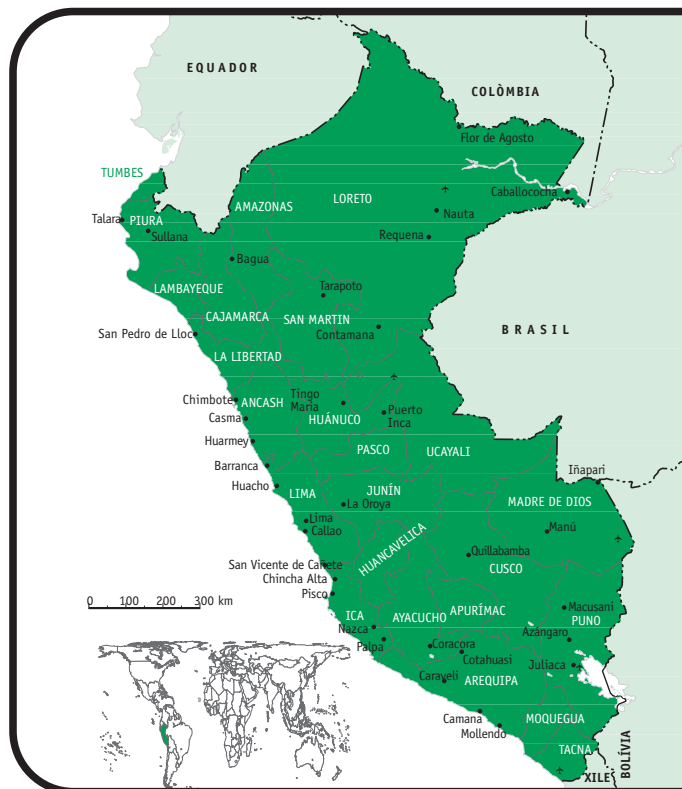 EQUADOR
COLÒMBIA
Flor de Agosto
TUMBES
Caballococha
LORETO
AMAZONAS
Nauta
Talara
PIURA
Sullana
Requena
Bagua
LAMBAYEQUE
Tarapoto
CAJAMARCA
SAN MARTIN
BRASIL
San Pedro de Lloc
Contamana
LA LIBERTAD
Chimbote
ANCASH
Tingo
María
Puerto
Inca
Casma
HUÁNUCO
Huarmey
PASCO
UCAYALI
Barranca
Iñapari
Huacho
LIMA
JUNÍN
La Oroya
MADRE DE DIOS
Lima
Callao
Manú
HUANCAVELICA
Quillabamba
San Vicente de Cañete
CUSCO
Chincha Alta
Pisco
0 100 200 300 km
ICA
AYACUCHO
APURÍMAC
Macusani
PUNO
Nazca
Palpa
Azángaro
Coracora
Cotahuasi
Juliaca
Caraveli
AREQUIPA
Camana
Mollendo
MOQUEGUA
TACNA
BOLÍVIA
XILE